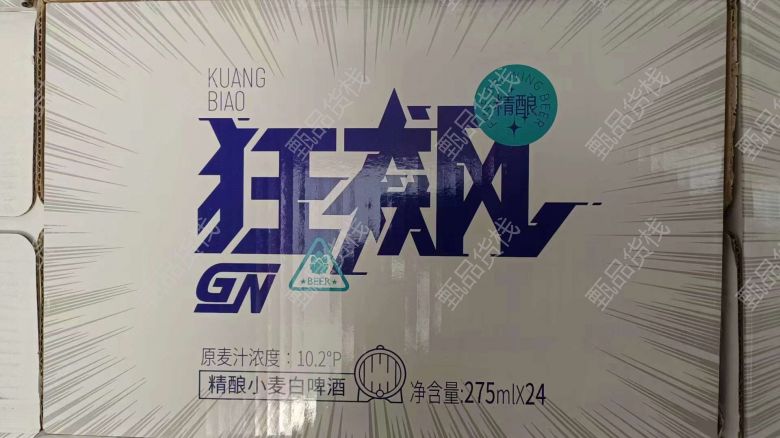 KUANG
BIAO
精酿
BEER
狂飙
GN
BEER
原麦汁浓度：10.2°P
精酿小麦白啤酒
净含量:275mlX24
甄品货栈